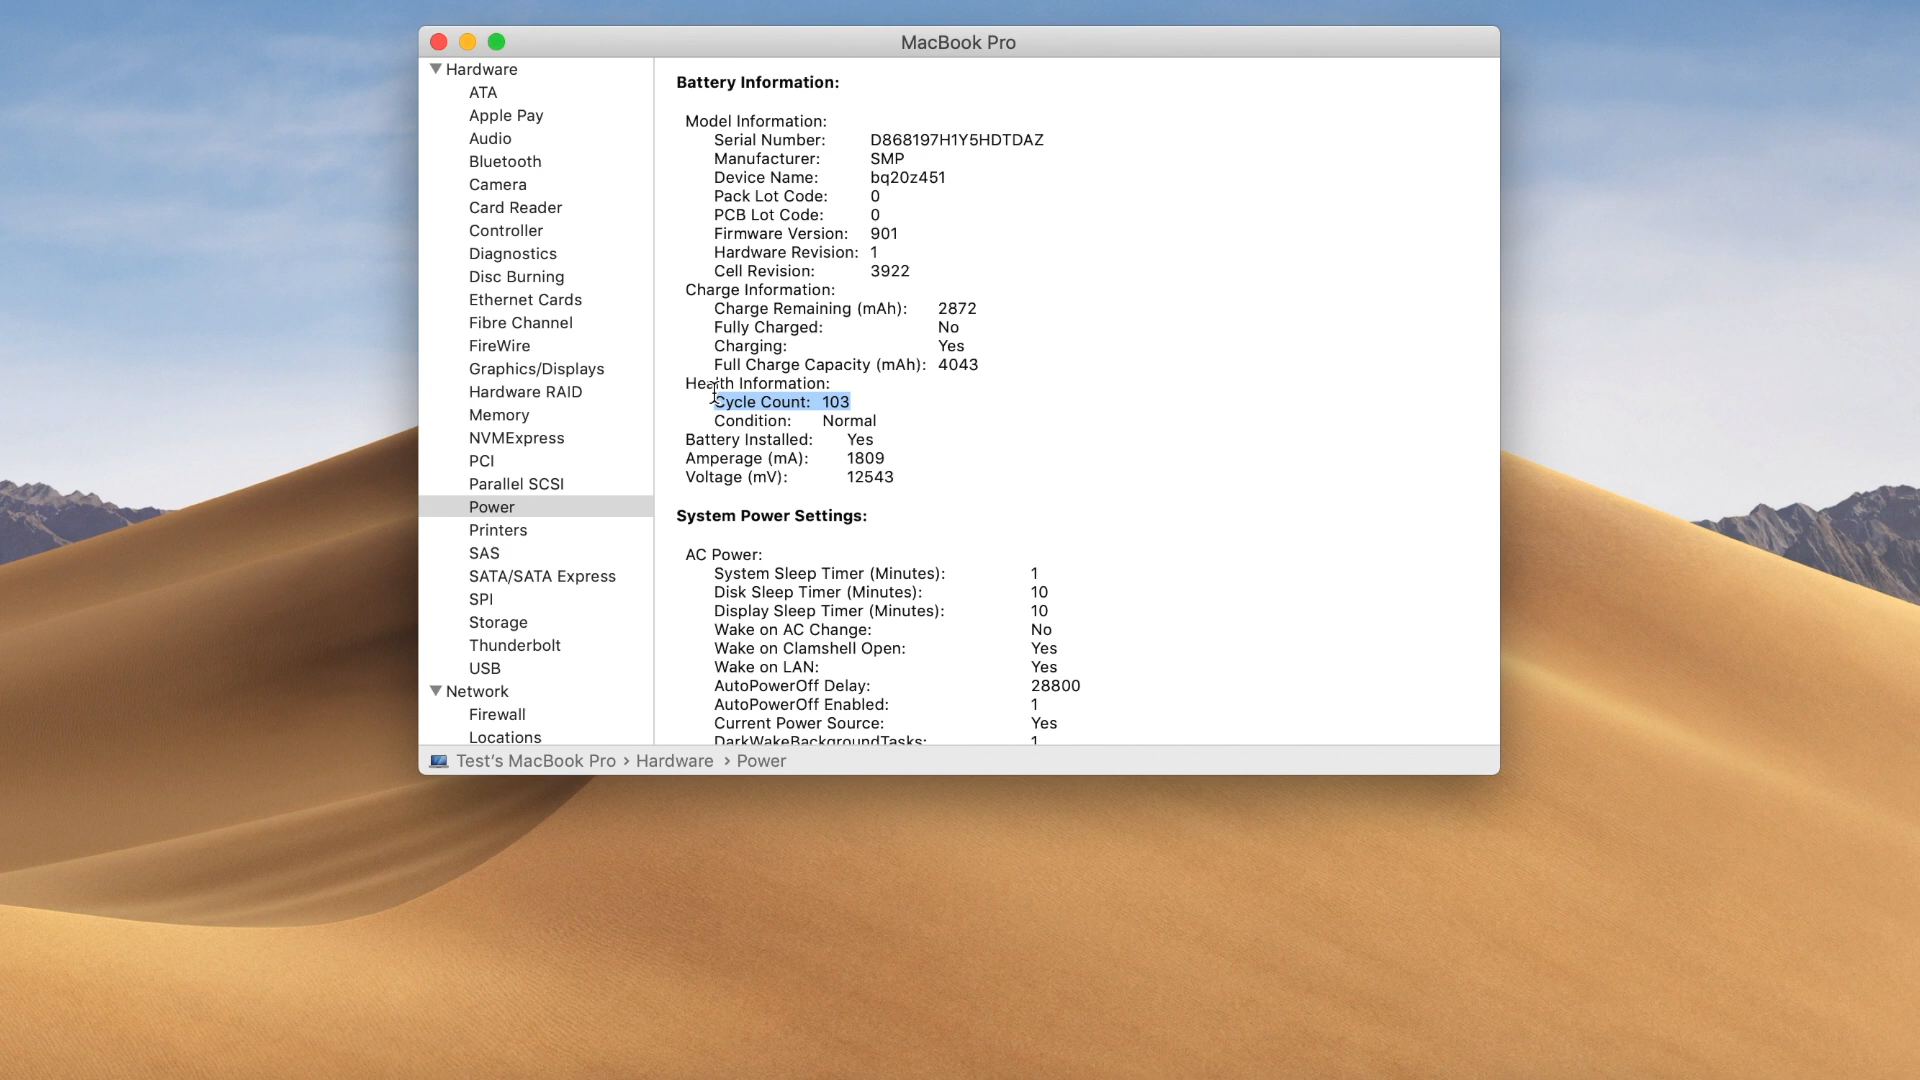 MacBook Pro
Hardware
ATA
Apple Pay
Audio
Bluetooth
Camera
Card Reader
Controller
Diagnostics
Disc Burning
Ethernet Cards
Fibre Channel
FireWire
Graphics/Displays
Hardware RAID
Memory
NVMExpress
PCI
Parallel SCSI
Power
Printers
SAS
SATA/SATA Express
SPI
Storage
Thunderbolt
USB
Network
Firewall
Locations
Battery Information:
Model Information:
Serial Number: D868197H1Y5HDTDAZ
Manufacturer: SMP
Device Name: bq20z451
Pack Lot Code: 0
PCB Lot Code: 0
Firmware Version: 901
Hardware Revision: 1
Cell Revision: 3922
Charge Information:
Charge Remaining (mAh): 2872
Fully Charged: No
Charging: Yes
Full Charge Capacity (mAh): 4043
Health Information:
Cycle Count: 103
Condition: Normal
Battery Installed: Yes
Amperage (mA): 1809
Voltage (mV): 12543
System Power Settings:
AC Power:
System Sleep Timer (Minutes): 1
Disk Sleep Timer (Minutes): 10
Display Sleep Timer (Minutes): 10
Wake on AC Change: No
Wake on Clamshell Open: Yes
Wake on LAN: Yes
AutoPowerOff Delay: 28800
AutoPowerOff Enabled: 1
Current Power Source: Yes
DarkWakeBackgroundTasks: 1
Test's MacBook Pro › Hardware › Power